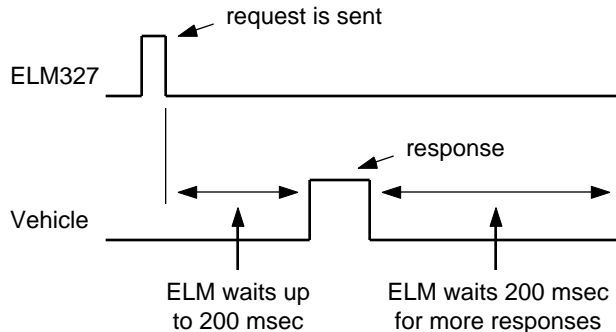 request is sent
ELM327
response
Vehicle
ELM waits up
to 200 msec
ELM waits 200 msec
for more responses